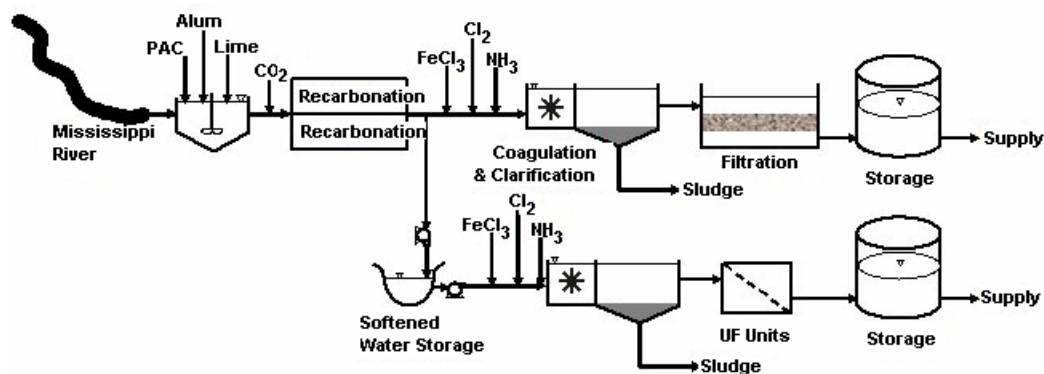 Alum
PAC
Lime
CO2
Mississippi
River
Recarbonation
Recarbonation
FeCl3
Cl2
NH3
Coagulation
& Clarification
Sludge
Filtration
Storage
Supply
Softened
Water Storage
FeCl3
Cl2
NH3
Sludge
UF Units
Storage
Supply